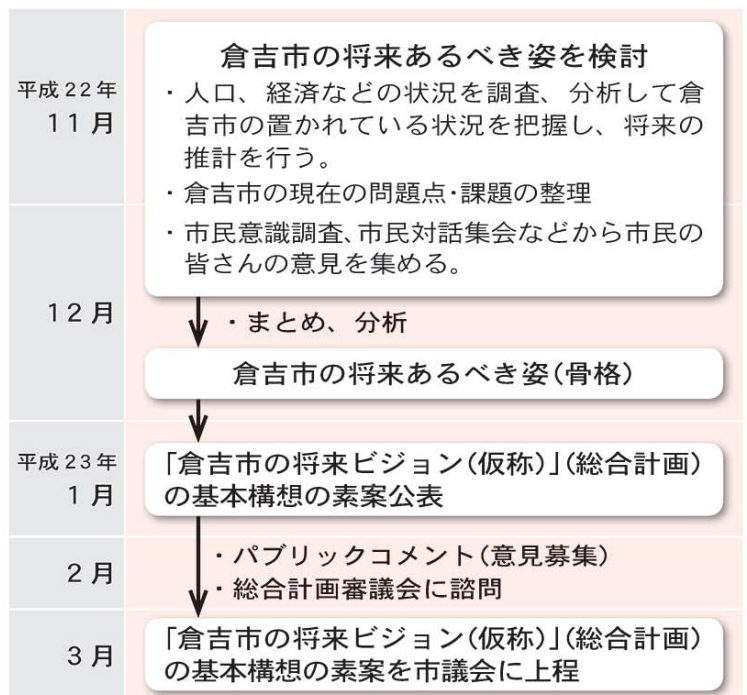 平成22年
11月
倉吉市の将来あるべき姿を検討
・人口、経済などの状況を調査、分析して倉
吉市の置かれている状況を把握し、将来の
推計を行う。
・倉吉市の現在の問題点・課題の整理
・市民意識調査、市民対話集会などから市民の
皆さんの意見を集める。
12月
・まとめ、分析
倉吉市の将来あるべき姿(骨格)
平成23年
1月
「倉吉市の将来ビジョン(仮称)」(総合計画)
の基本構想の素案公表
2月
・パブリックコメント(意見募集)
・総合計画審議会に諮問
3月
「倉吉市の将来ビジョン(仮称)」(総合計画)
の基本構想の素案を市議会に上程